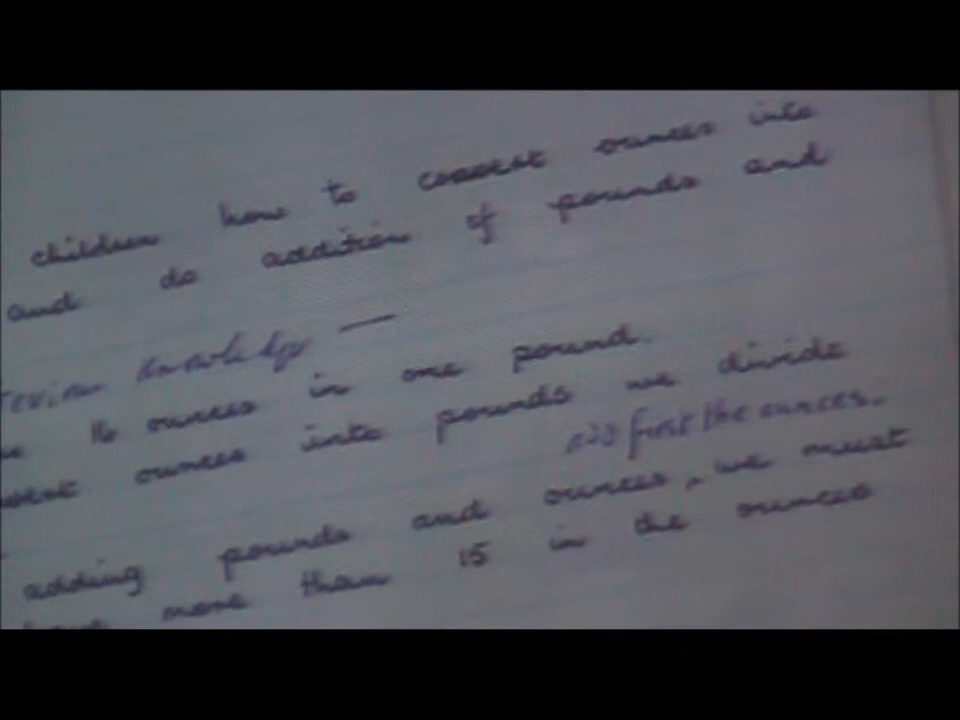 children how to convert ounces into
and do addition of pounds and
knowledge —
16 ounces in one pound.
ounces into pounds we divide
first the ounces.
adding pounds and ounces, we must
have more than 15 in the ounces